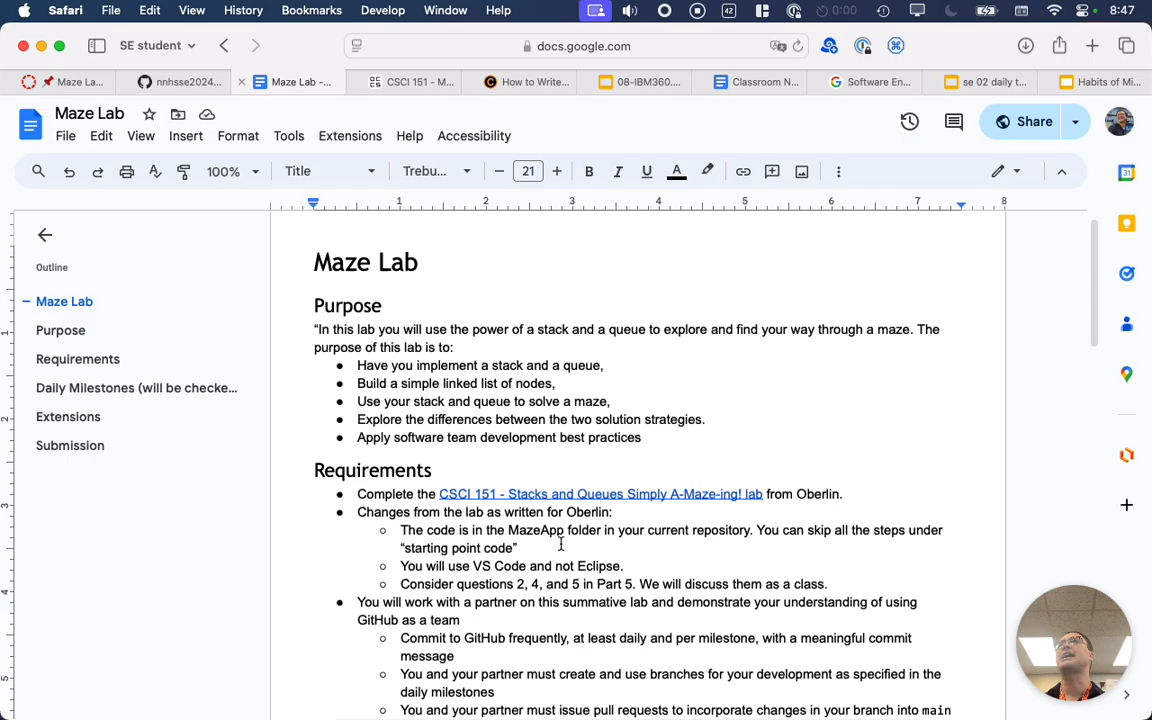 Safari File Edit View History Bookmarks Develop Window Help 42 0:00 8:47
SE student docs.google.com
Maze La... nnhsse2024... Maze Lab -... CSCI 151 - M... How to Write... 08-IBM360.... Classroom N... Software En... se 02 daily t... Habits of Mi...
Maze Lab
File Edit View Insert Format Tools Extensions Help Accessibility
Share
100% Title Trebu... 21 B I U A
1 2 3 4 5 6 7 8
Outline
Maze Lab
Purpose
Requirements
Daily Milestones (will be checke...
Extensions
Submission
Maze Lab
Purpose
“In this lab you will use the power of a stack and a queue to explore and find your way through a maze. The
purpose of this lab is to:
● Have you implement a stack and a queue,
● Build a simple linked list of nodes,
● Use your stack and queue to solve a maze,
● Explore the differences between the two solution strategies.
● Apply software team development best practices
Requirements
● Complete the CSCI 151 - Stacks and Queues Simply A-Maze-ing! lab from Oberlin.
● Changes from the lab as written for Oberlin:
○ The code is in the MazeApp folder in your current repository. You can skip all the steps under
“starting point code”
○ You will use VS Code and not Eclipse.
○ Consider questions 2, 4, and 5 in Part 5. We will discuss them as a class.
● You will work with a partner on this summative lab and demonstrate your understanding of using
GitHub as a team
○ Commit to GitHub frequently, at least daily and per milestone, with a meaningful commit
message
○ You and your partner must create and use branches for your development as specified in the
daily milestones
○ You and your partner must issue pull requests to incorporate changes in your branch into main